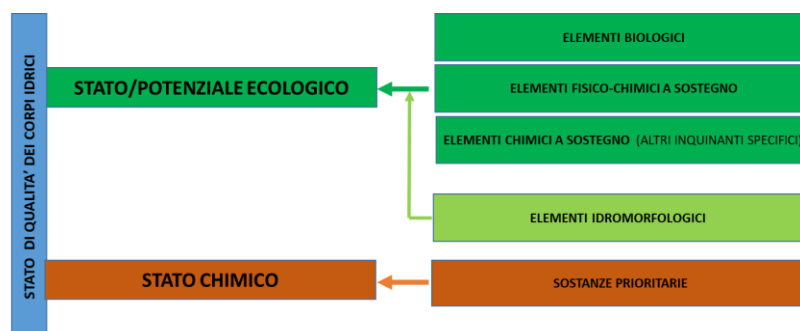 STATO DI QUALITA' DEI CORPI IDRICI
STATO/POTENZIALE ECOLOGICO
ELEMENTI BIOLOGICI
ELEMENTI FISICO-CHIMICI A SOSTEGNO
ELEMENTI CHIMICI A SOSTEGNO (ALTRI INQUINANTI SPECIFICI)
ELEMENTI IDROMORFOLOGICI
STATO CHIMICO
SOSTANZE PRIORITARIE